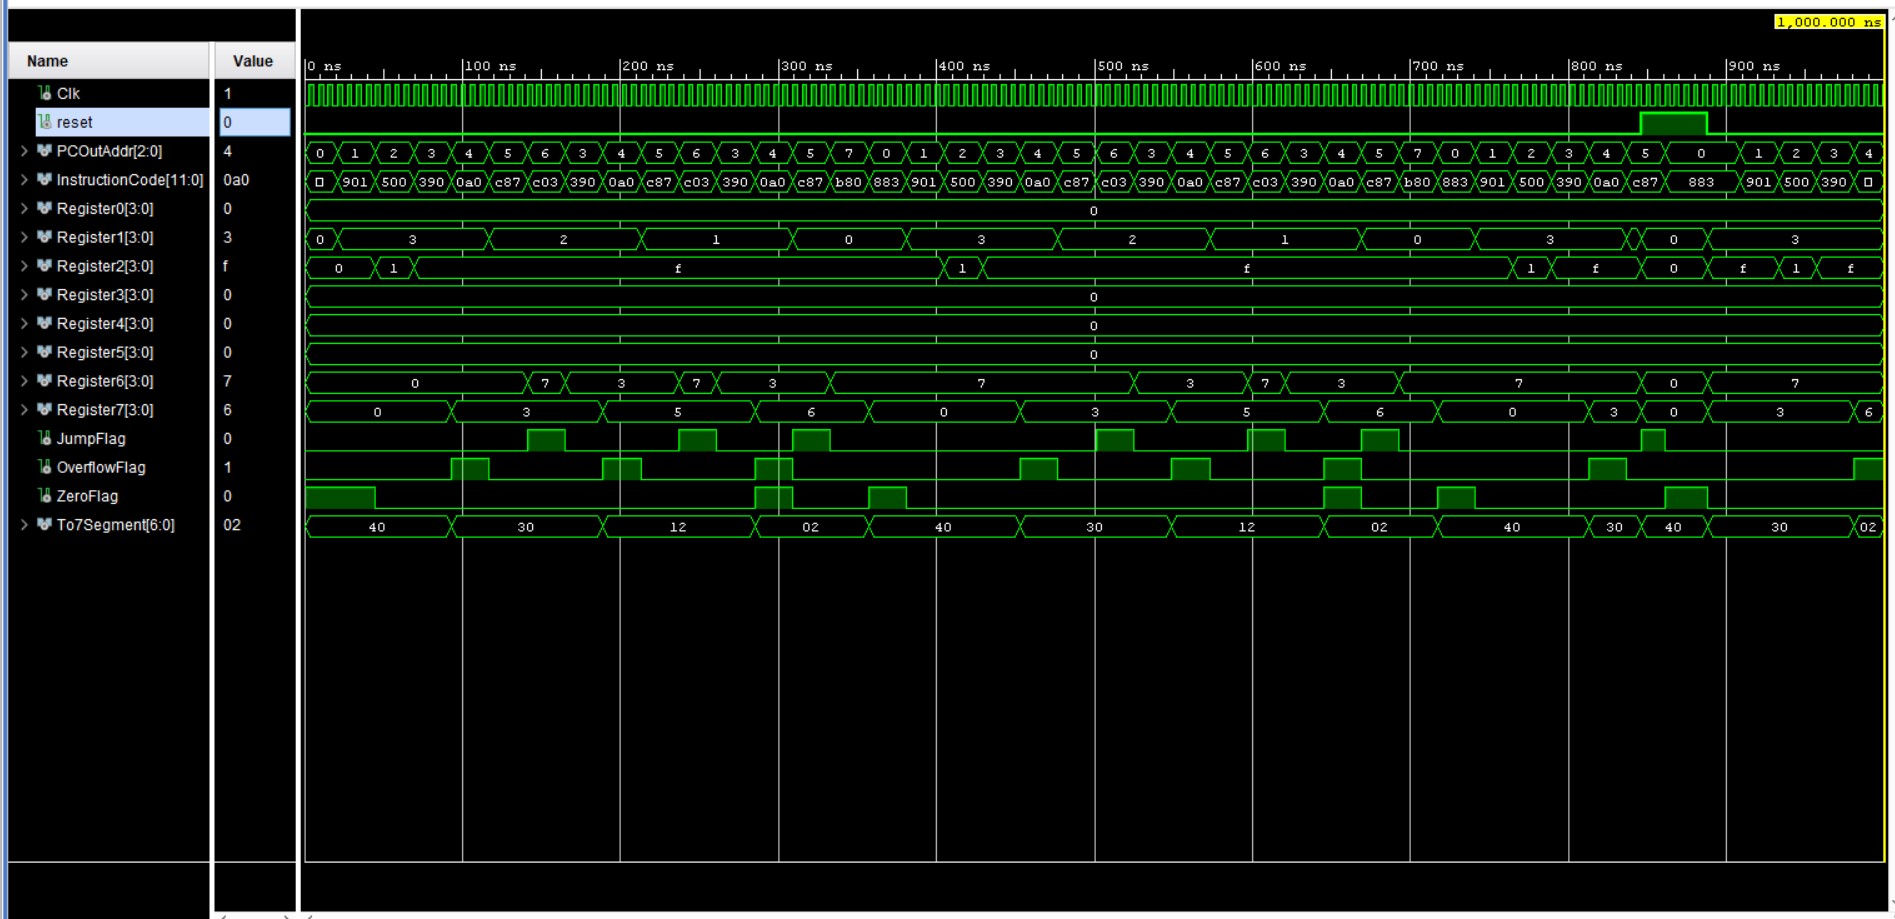 1,000.000 ns
Name Value
0 ns 100 ns 200 ns 300 ns 400 ns 500 ns 600 ns 700 ns 800 ns 900 ns
Clk 1
reset 0
PCOutAddr[2:0] 4 0 1 2 3 4 5 6 3 4 5 6 3 4 5 7 0 1 2 3 4 5 6 3 4 5 6 3 4 5 7 0 1 2 3 4 5 0 1 2 3 4
InstructionCode[11:0] 0a0 901 500 390 0a0 c87 c03 390 0a0 c87 c03 390 0a0 c87 b80 883 901 500 390 0a0 c87 c03 390 0a0 c87 c03 390 0a0 c87 b80 883 901 500 390 0a0 c87 883 901 500 390
Register0[3:0] 0 0
Register1[3:0] 3 0 3 2 1 0 3 2 1 0 3 0 3
Register2[3:0] f 0 1 f 1 f 1 f 0 f 1 f
Register3[3:0] 0 0
Register4[3:0] 0 0
Register5[3:0] 0 0
Register6[3:0] 7 0 7 3 7 3 7 3 7 3 7 0 7
Register7[3:0] 6 0 3 5 6 0 3 5 6 0 3 0 3 6
JumpFlag 0
OverflowFlag 1
ZeroFlag 0
To7Segment[6:0] 02 40 30 12 02 40 30 12 02 40 30 40 30 02